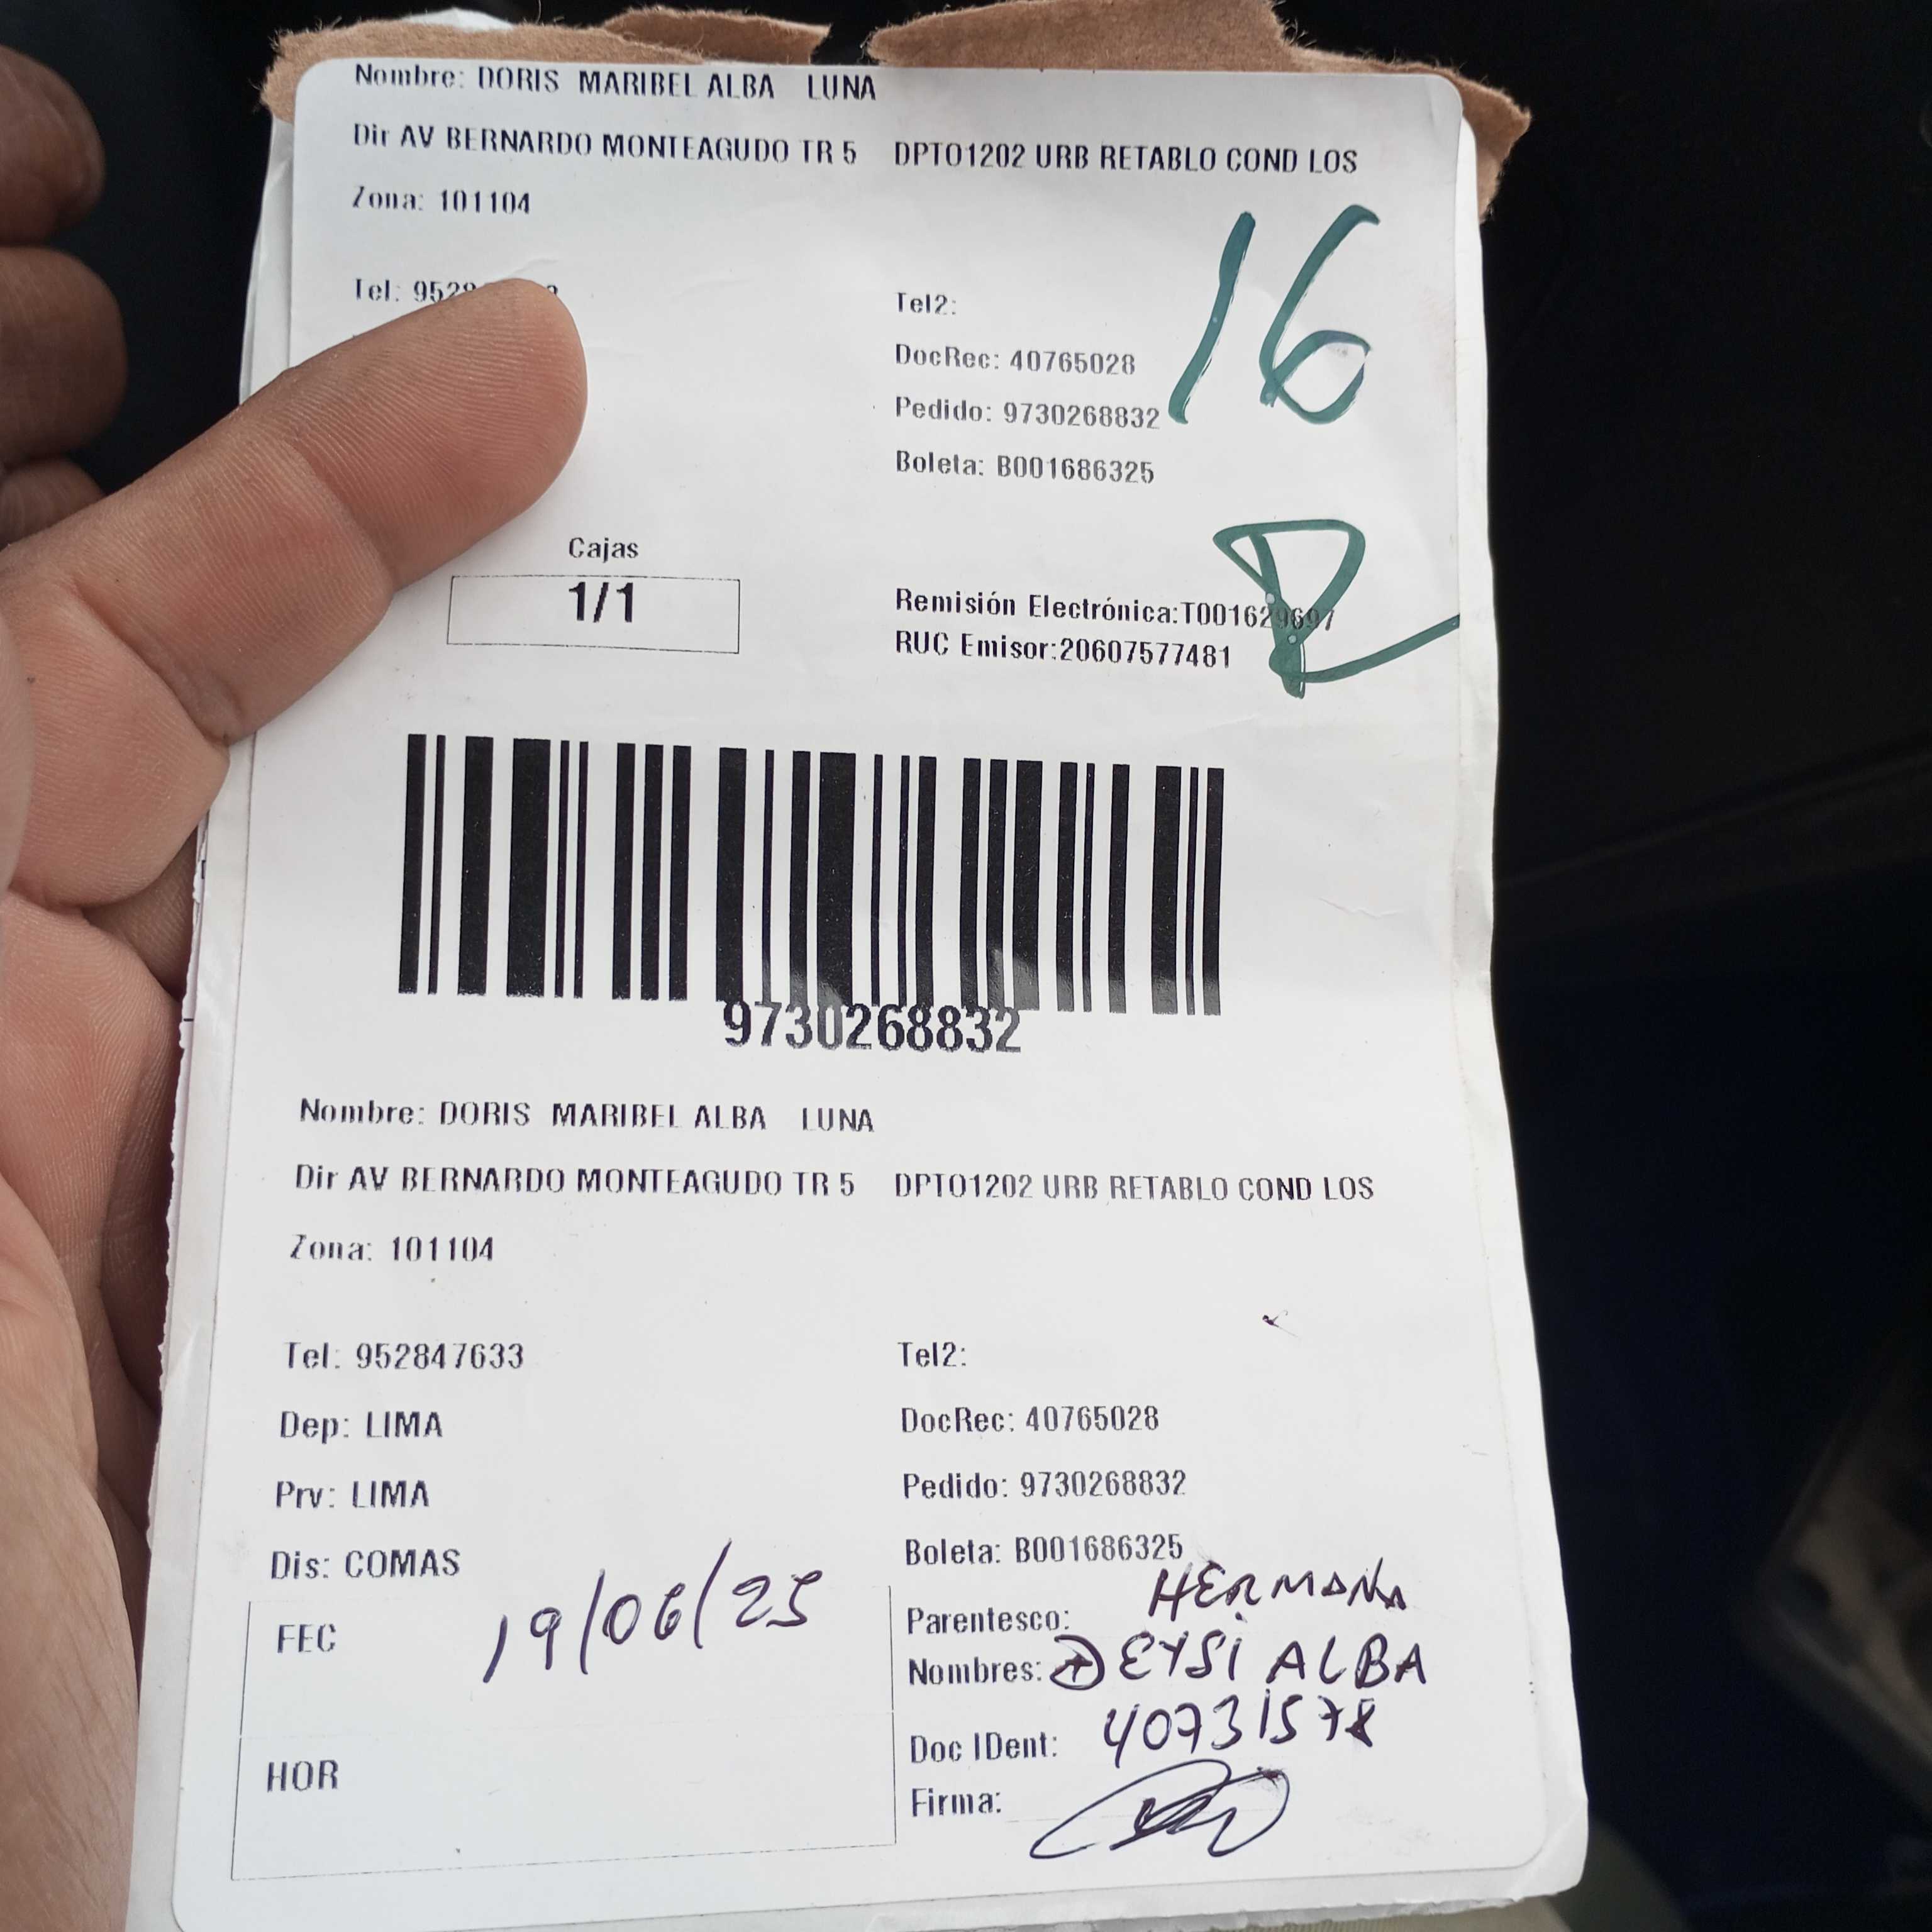 Nombre: DORIS MARIBEL ALBA LUNA
Dir AV BERNARDO MONTEAGUDO TR 5 DPTO1202 URB RETABLO COND LOS
Zona: 101104
16
Tel:
Tel2:
DocRec: 40765028
Pedido: 9730268832
Boleta: B001686325
Cajas
1/1
Remisión Electrónica:T001629697
RUC Emisor:20607577481
9730268832
Nombre: DORIS MARIBEL ALBA LUNA
Dir AV BERNARDO MONTEAGUDO TR 5 DPTO1202 URB RETABLO COND LOS
Zona: 101104
Tel: 952847633
Tel2:
Dep: LIMA
DocRec: 40765028
Prv: LIMA
Pedido: 9730268832
Dis: COMAS
Boleta: B001686325
FEC 19/06/25
Parentesco: HERMANA
Nombres: DEYSI ALBA
Doc IDent: 40731578
HOR
Firma: